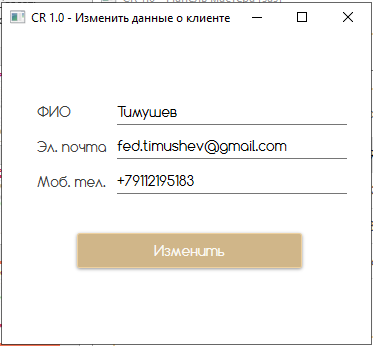 CR 1.0 - Изменить данные о клиенте
ФИО Тимушев
Эл. почта fed.timushev@gmail.com
Моб. тел. +79112195183
Изменить